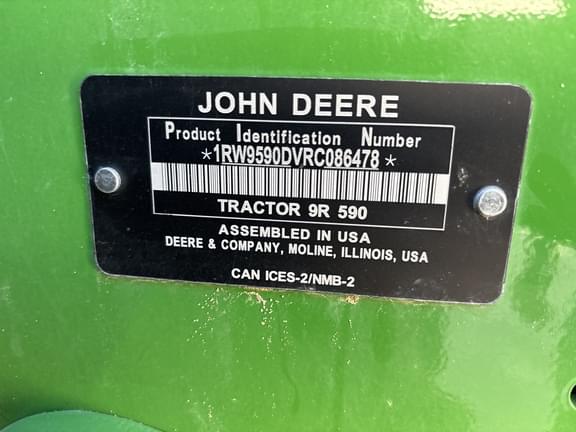 JOHN DEERE
Product Identification Number
*1RW9590DVRC086478*
TRACTOR 9R 590
ASSEMBLED IN USA
DEERE & COMPANY, MOLINE, ILLINOIS, USA
CAN ICES-2/NMB-2